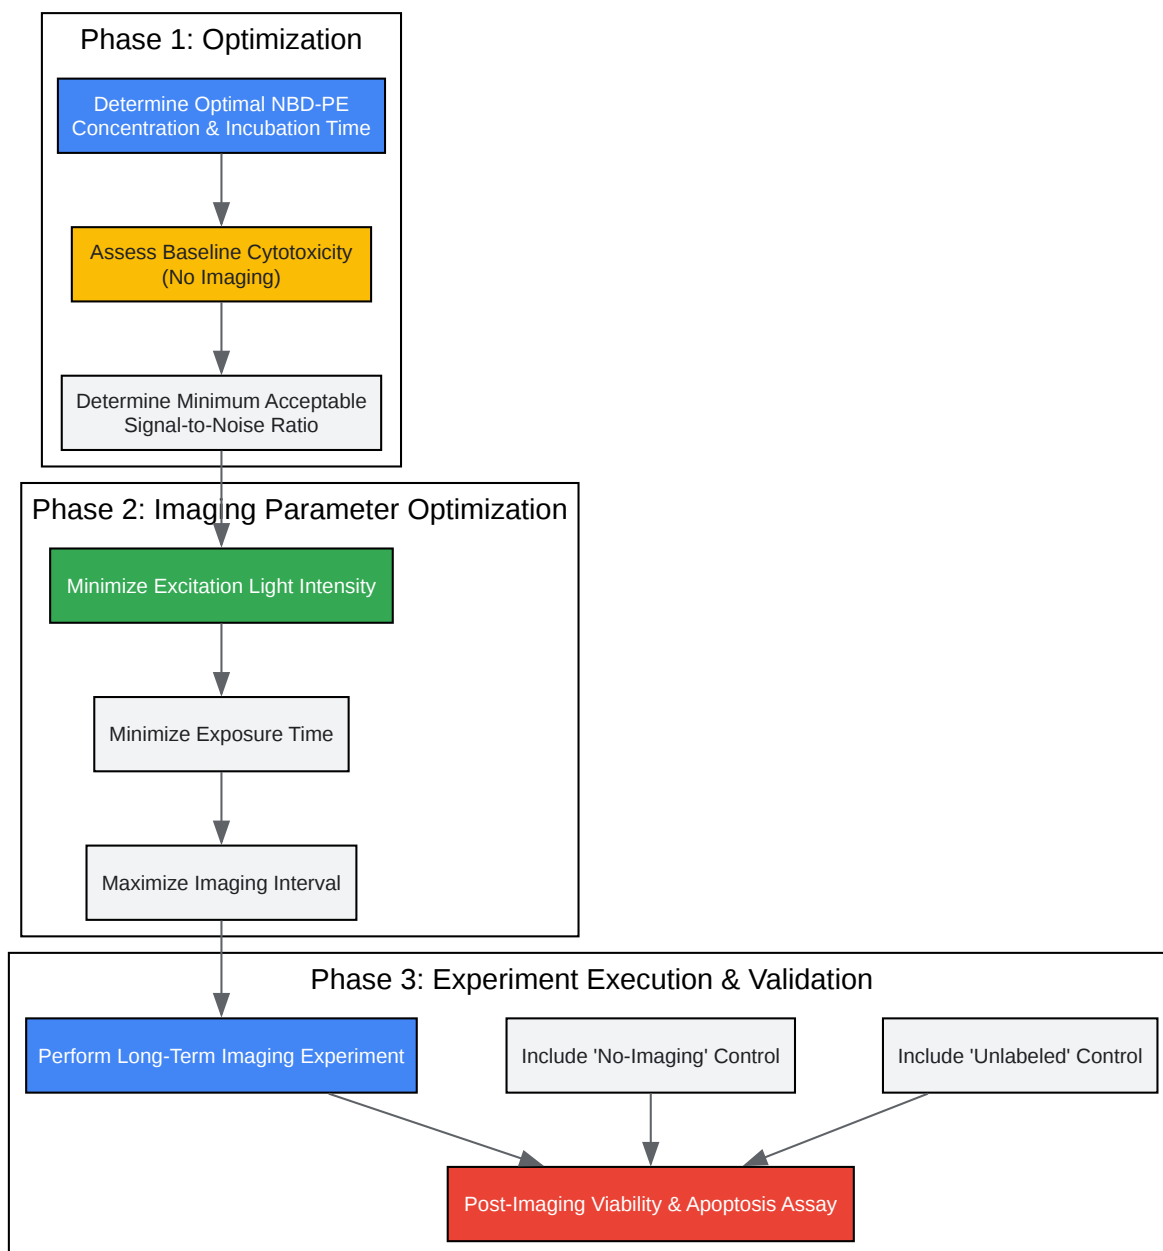 Phase 1: Optimization
Determine Optimal NBD-PE
Concentration & Incubation Time
Assess Baseline Cytotoxicity
(No Imaging)
Determine Minimum Acceptable
Signal-to-Noise Ratio
Phase 2: Imaging Parameter Optimization
Minimize Excitation Light Intensity
Minimize Exposure Time
Maximize Imaging Interval
Phase 3: Experiment Execution & Validation
Perform Long-Term Imaging Experiment
Include 'No-Imaging' Control
Include 'Unlabeled' Control
Post-Imaging Viability & Apoptosis Assay